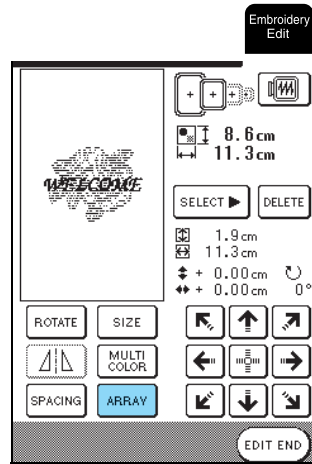 Embroidery
Edit
8.6cm
11.3cm
WELCOME
SELECT ▶ DELETE
1.9cm
11.3cm
+ 0.00cm
+ 0.00cm 0°
ROTATE SIZE
MULTI
COLOR
SPACING ARRAY
EDIT END